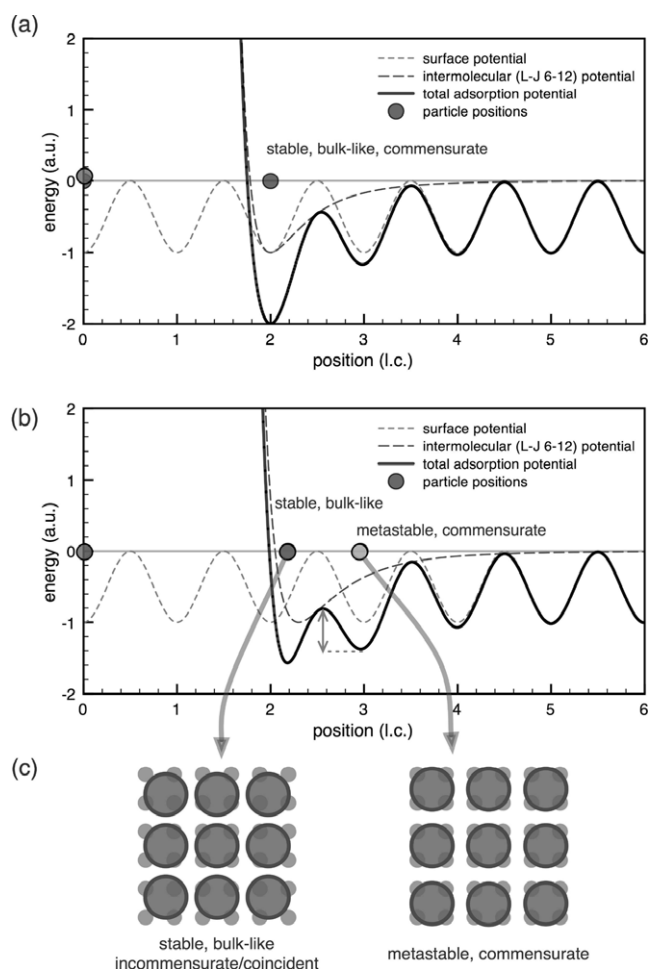 (a)
2
1
0
-1
-2
energy (a.u.)
surface potential
intermolecular (L-J 6-12) potential
total adsorption potential
particle positions
stable, bulk-like, commensurate
0 1 2 3 4 5 6
position (l.c.)
(b)
2
1
0
-1
-2
energy (a.u.)
surface potential
intermolecular (L-J 6-12) potential
total adsorption potential
particle positions
stable, bulk-like
metastable, commensurate
0 1 2 3 4 5 6
position (l.c.)
(c)
stable, bulk-like
incommensurate/coincident
metastable, commensurate